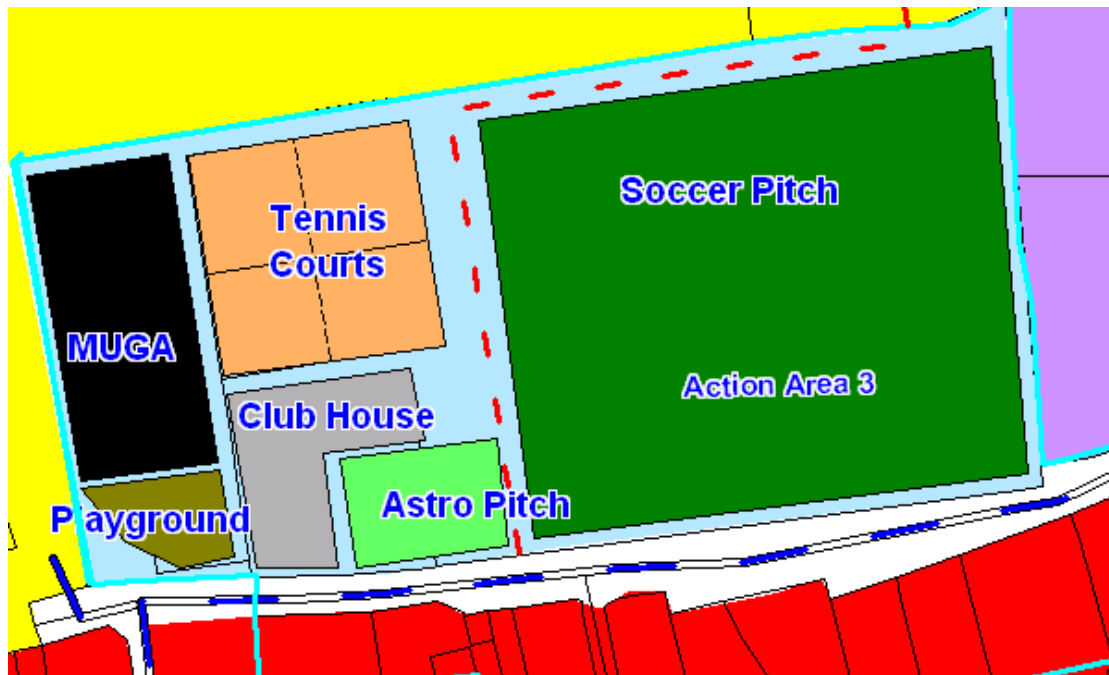 Soccer Pitch
Tennis
Courts
MUGA
Action Area 3
Club House
Astro Pitch
Playground